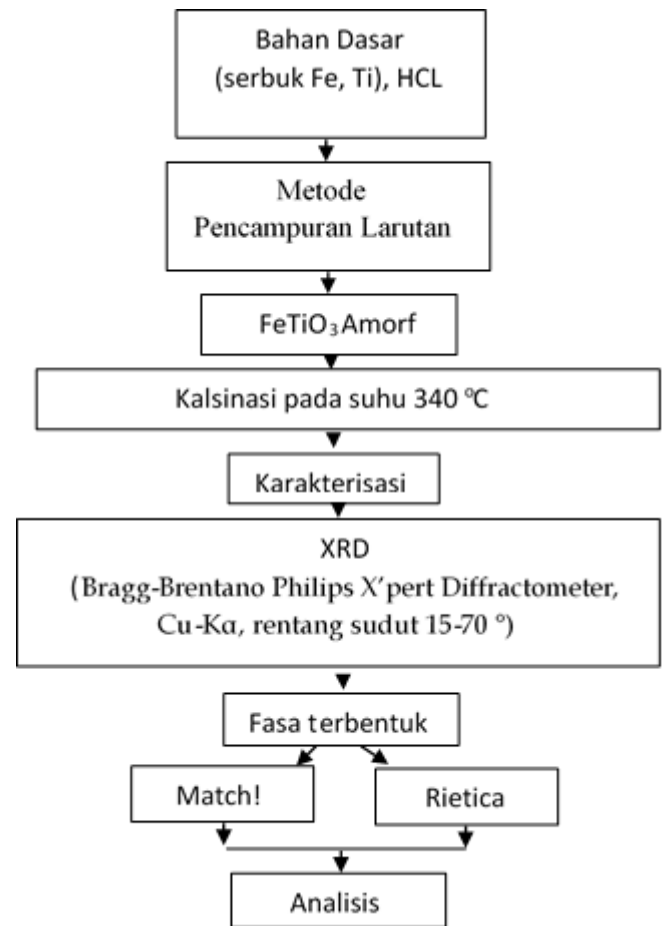 Bahan Dasar
(serbuk Fe, Ti), HCL
Metode
Pencampuran Larutan
FeTiO₃ Amorf
Kalsinasi pada suhu 340 ℃
Karakterisasi
XRD
(Bragg-Brentano Philips X’pert Diffractometer,
Cu-Kα, rentang sudut 15-70 °)
Fasa terbentuk
Match!
Rietica
Analisis